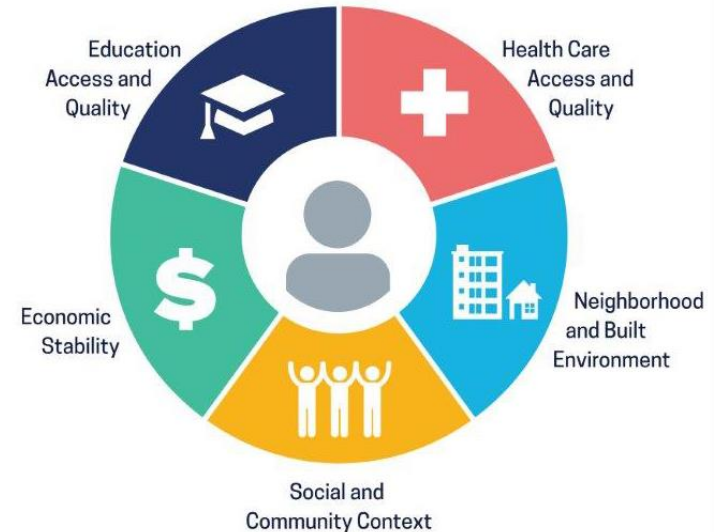 Education
Access and
Quality
Health Care
Access and
Quality
$
Economic
Stability
Neighborhood
and Built
Environment
Social and
Community Context